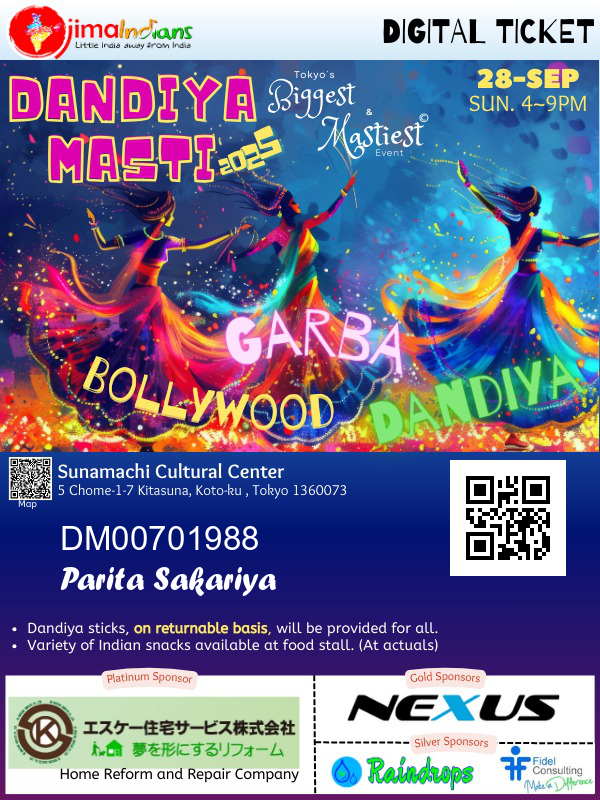 OjimaIndians
Little India away from India
DIGITAL TICKET
DANDIYA
MASTI 2025
Tokyo's
Biggest
&
Mastiest©
Event
28-SEP
SUN. 4~9PM
GARBA
BOLLYWOOD
DANDIYA
Map
Sunamachi Cultural Center
5 Chome-1-7 Kitasuna, Koto-ku , Tokyo 1360073
DM00701988
Parita Sakariya
• Dandiya sticks, on returnable basis, will be provided for all.
• Variety of Indian snacks available at food stall. (At actuals)
Platinum Sponsor
SK
エスケー住宅サービス株式会社
夢を形にするリフォーム
Home Reform and Repair Company
Gold Sponsors
NEXUS
Silver Sponsors
Raindrops
Fidel
Consulting
Make a Difference